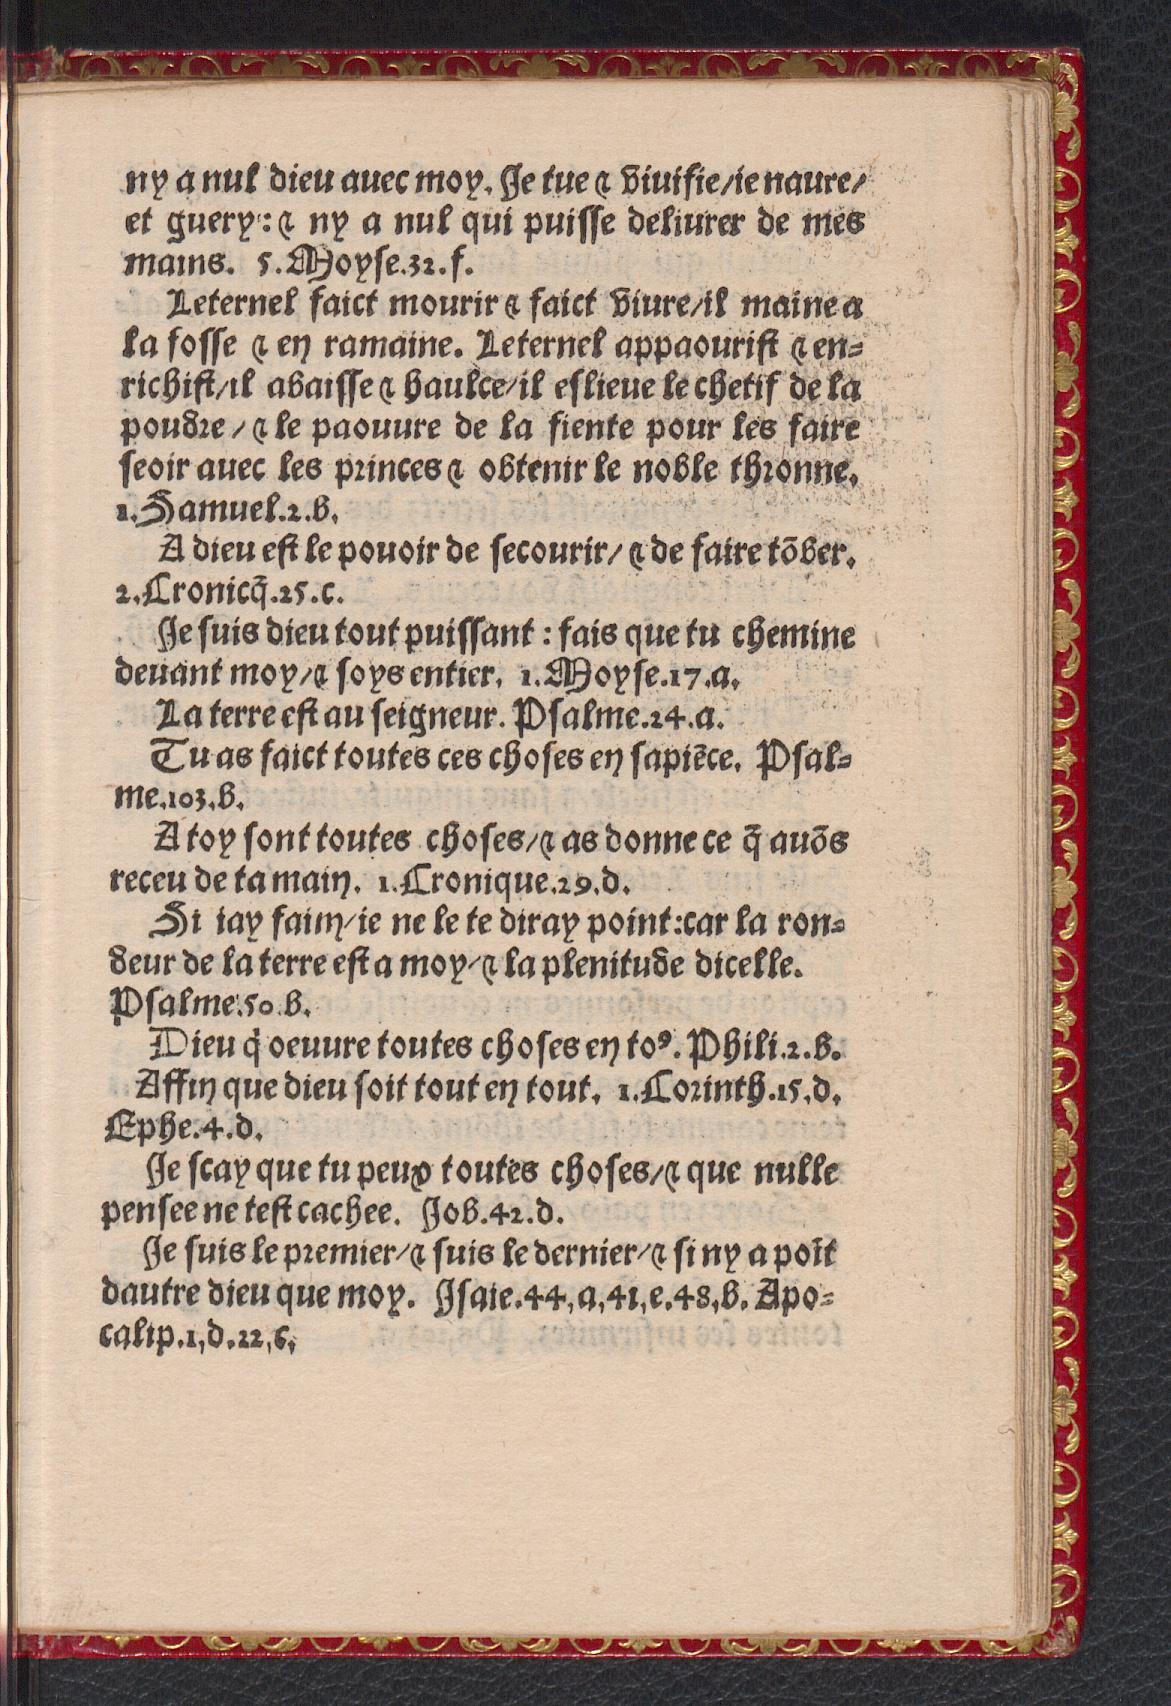 ny a nul dieu auec moy. Je tue ⁊ viuifie/ie naure/
et guery: ⁊ ny a nul qui puiſſe deliurer de mes
mains. 5.Moyſe.32.f.
Leternel faict mourir ⁊ faict viure/il maine a
la foſſe ⁊ en ramaine. Leternel appaouriſt ⁊ en-
richiſt/il abaiſſe ⁊ haulce/il eſlieue le chetif de la
poudre/⁊ le paouure de la fiente pour les faire
ſeoir auec les princes ⁊ obtenir le noble thronne.
1.Samuel.2.b.
A dieu eſt le pouoir de ſecourir/⁊ de faire tõber.
2.Cronicq̃.25.c.
Je ſuis dieu tout puiſſant : fais que tu chemine
deuant moy/⁊ ſoys entier. 1.Moyſe.17.a.
La terre eſt au ſeigneur. Pſalme.24.a.
Tu as faict toutes ces choſes en ſapiẽce. Pſal-
me.103.b.
A toy ſont toutes choſes/⁊ as donne ce q̃ auõs
receu de ta main. 1.Cronique.29.d.
Si iay faim/ie ne le te diray point:car la ron-
deur de la terre eſt a moy/⁊ la plenitude dicelle.
Pſalme.50.b.
Dieu q̇ oeuure toutes choſes en toꝰ. Phili.2.b.
Affin que dieu ſoit tout en tout. 1.Corinth.15.d.
Ephe.4.d.
Je ſcay que tu peux toutes choſes/⁊ que nulle
penſee ne teſt cachee. Job.42.d.
Je ſuis le premier/⁊ ſuis le dernier/⁊ ſi ny a poĩt
dautre dieu que moy. Jſaie.44,a,41,e.48,b. Apo-
calip.1,d.22,c.